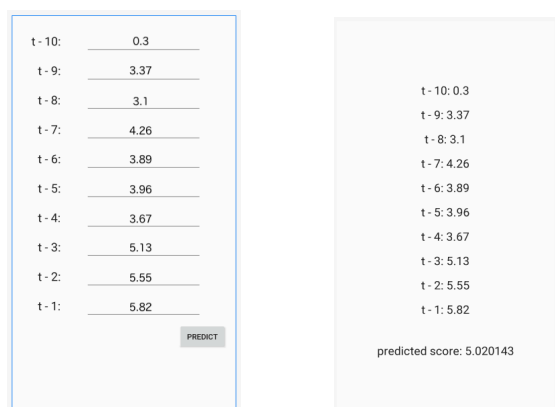 t - 10: 0.3
t - 9: 3.37
t - 8: 3.1
t - 7: 4.26
t - 6: 3.89
t - 5: 3.96
t - 4: 3.67
t - 3: 5.13
t - 2: 5.55
t - 1: 5.82
PREDICT
t - 10: 0.3
t - 9: 3.37
t - 8: 3.1
t - 7: 4.26
t - 6: 3.89
t - 5: 3.96
t - 4: 3.67
t - 3: 5.13
t - 2: 5.55
t - 1: 5.82
predicted score: 5.020143